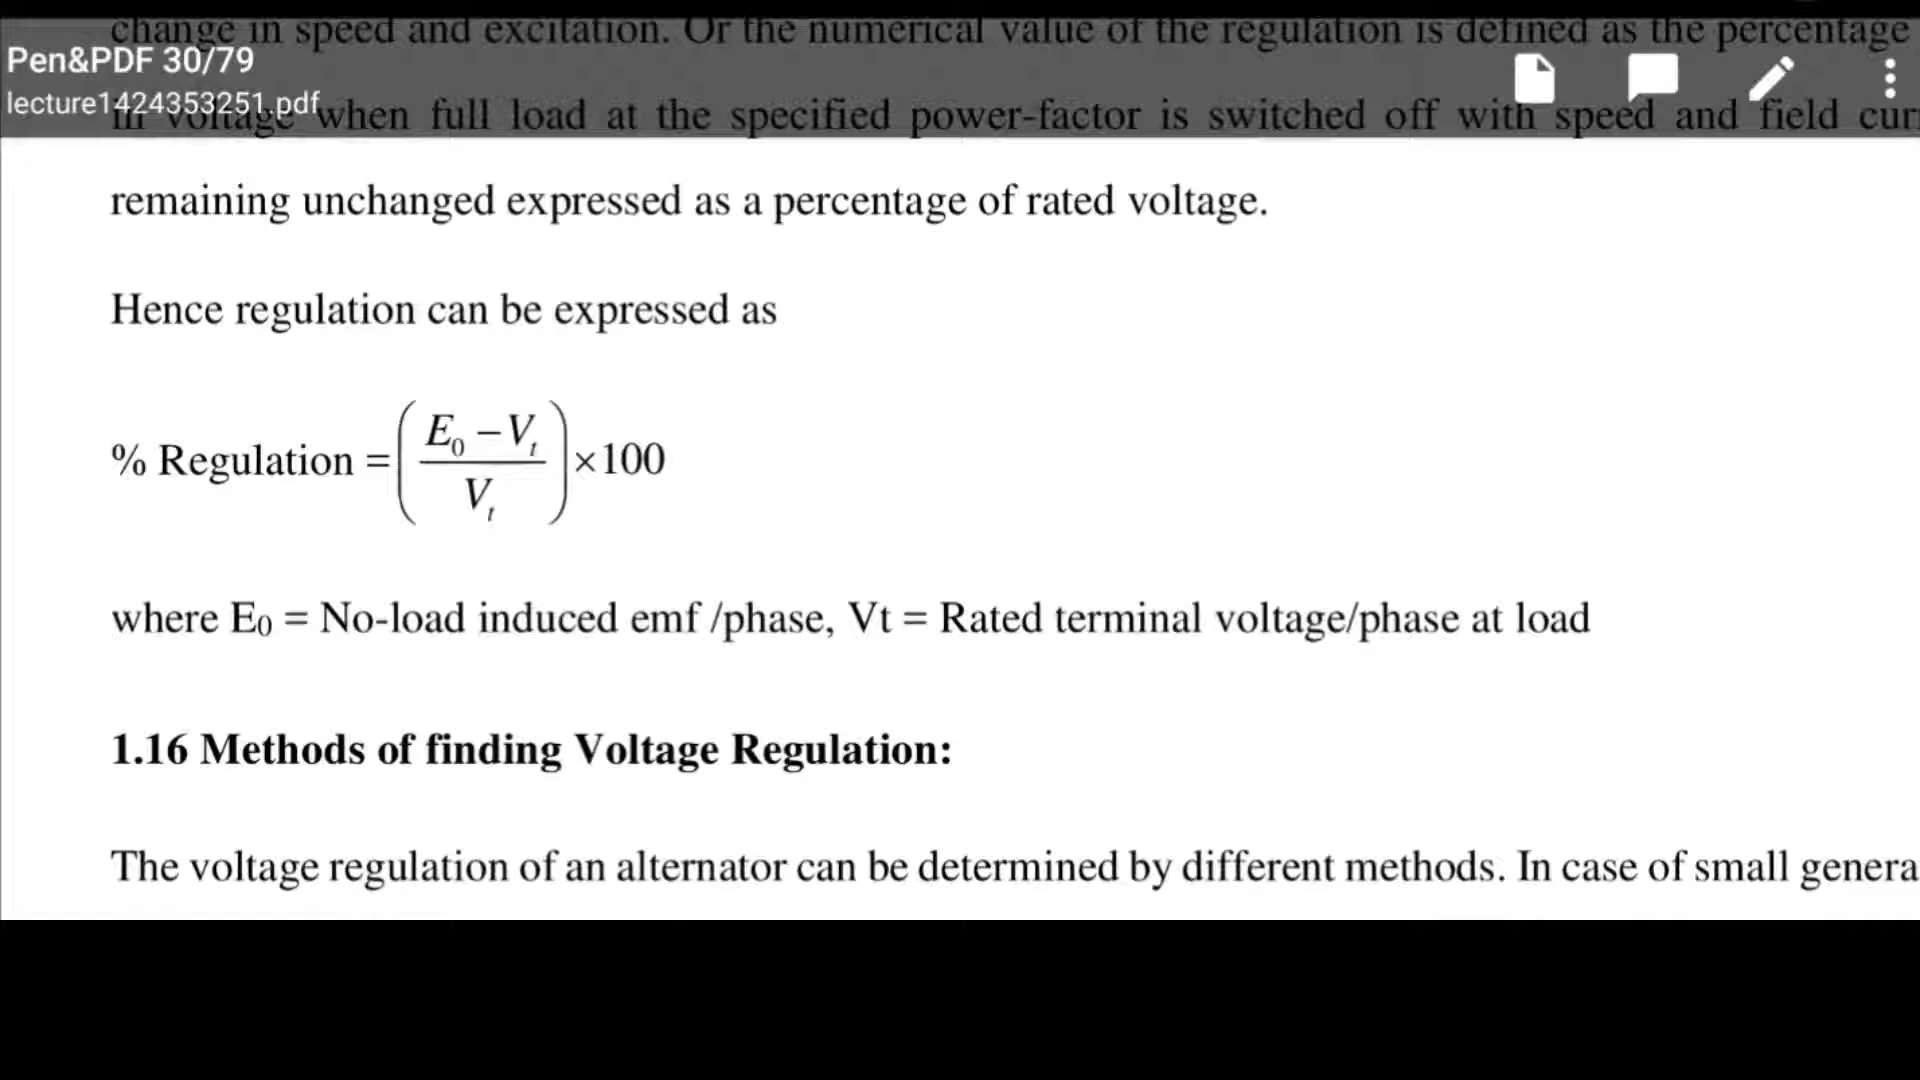 change in speed and excitation. Or the numerical value of the regulation is defined as the percentage
Pen&PDF 30/79
lecture1424353251.pdf
in voltage when full load at the specified power-factor is switched off with speed and field curr
remaining unchanged expressed as a percentage of rated voltage.
Hence regulation can be expressed as
% Regulation = ( (E₀ − Vₜ) / Vₜ ) ×100
where E₀ = No-load induced emf /phase, Vt = Rated terminal voltage/phase at load
1.16 Methods of finding Voltage Regulation:
The voltage regulation of an alternator can be determined by different methods. In case of small genera